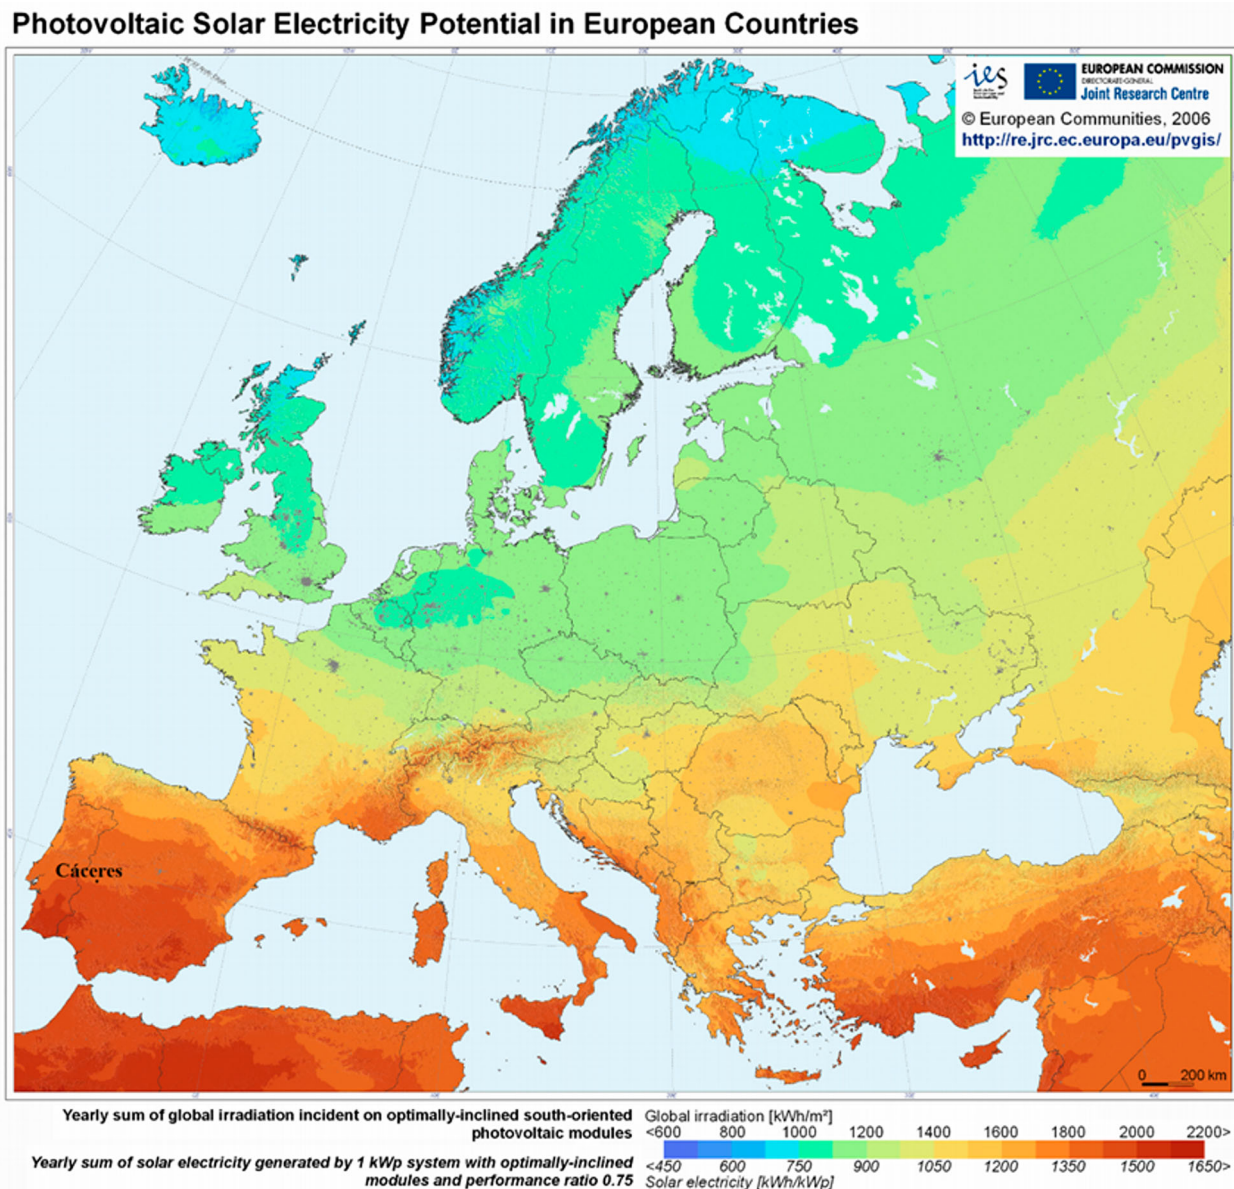 Photovoltaic Solar Electricity Potential in European Countries
ies
EUROPEAN COMMISSION
DIRECTORATE-GENERAL
Joint Research Centre
© European Communities, 2006
http://re.jrc.ec.europa.eu/pvgis/
Cáceres
0 200 km
Yearly sum of global irradiation incident on optimally-inclined south-oriented
photovoltaic modules
Yearly sum of solar electricity generated by 1 kWp system with optimally-inclined
modules and performance ratio 0.75
Global irradiation [kWh/m²]
<600 800 1000 1200 1400 1600 1800 2000 2200>
<450 600 750 900 1050 1200 1350 1500 1650>
Solar electricity [kWh/kWp]